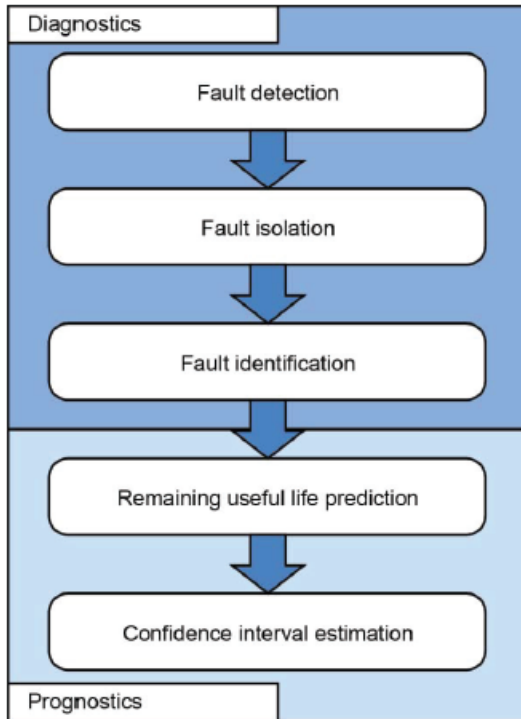 Diagnostics
Fault detection
Fault isolation
Fault identification
Remaining useful life prediction
Confidence interval estimation
Prognostics